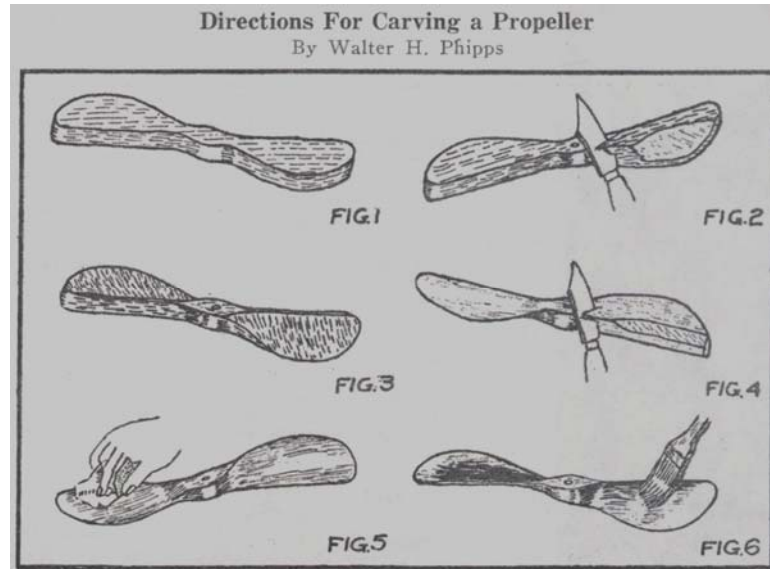 Directions For Carving a Propeller
By Walter H. Phipps
FIG.1
FIG.2
FIG.3
FIG.4
FIG.5
FIG.6